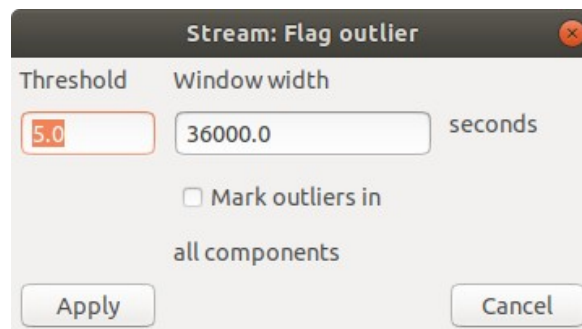 Stream: Flag outlier
Threshold Window width
5.0 36000.0 seconds
Mark outliers in
all components
Apply Cancel